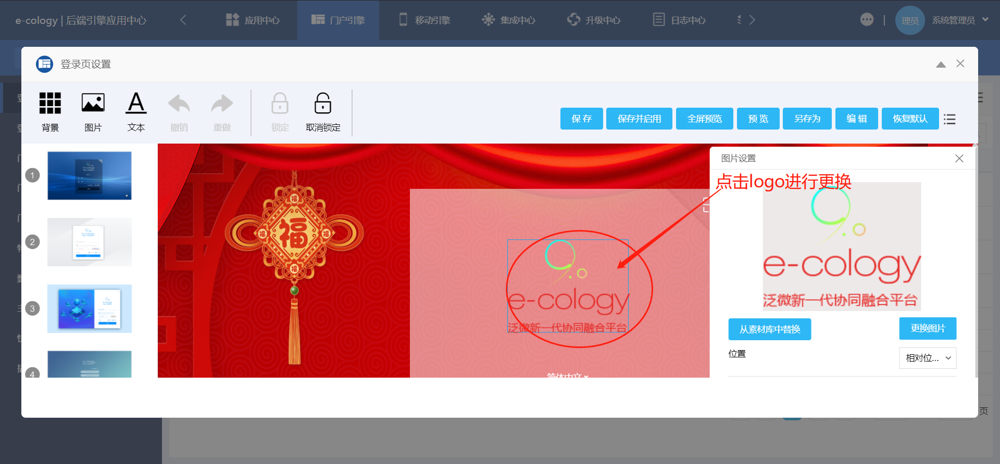 e-cology | 后端引擎应用中心
应用中心
门户引擎
移动引擎
集成中心
升级中心
日志中心
理员
系统管理员
登录页设置
背景
图片
文本
撤销
重做
锁定
取消锁定
保 存
保存并启用
全屏预览
预 览
另存为
编 辑
恢复默认
1
2
3
4
福
福
福
福
福
e-cology
泛微新一代协同融合平台
简体中文
图片设置
点击logo进行更换
e-cology
泛微新一代协同融合平台
从素材库中替换
更换图片
位置
相对位...
页